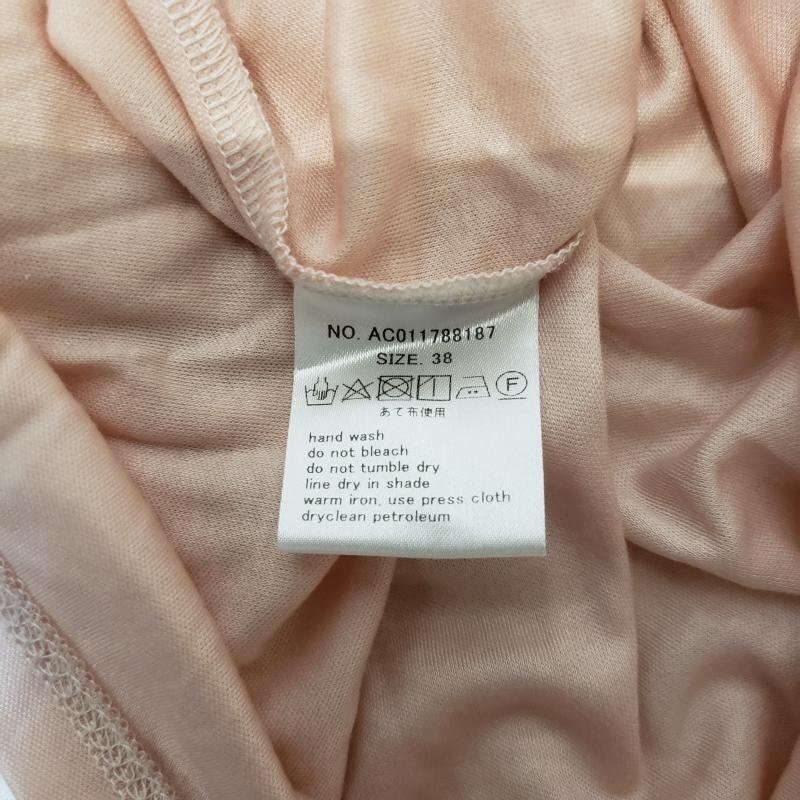 NO. AC011788187
SIZE. 38
F
あて布使用
hand wash
do not bleach
do not tumble dry
line dry in shade
warm iron, use press cloth
dryclean petroleum